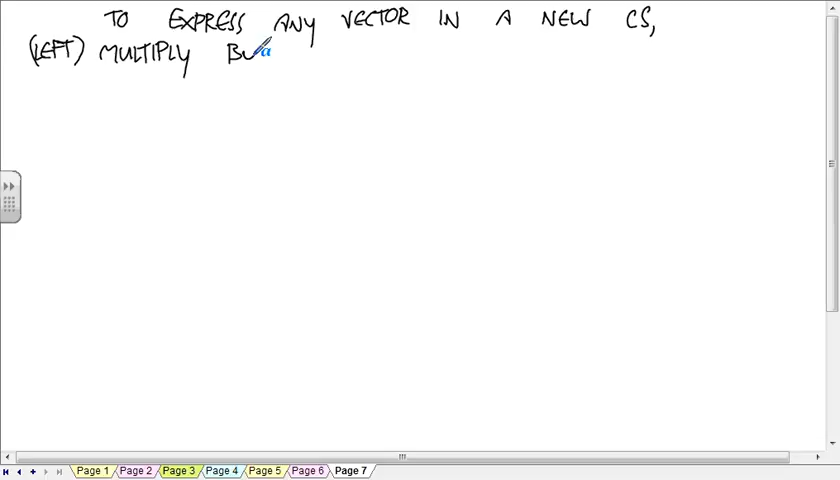 TO EXPRESS ANY VECTOR IN A NEW CS,
(LEFT) MULTIPLY
Page 1 Page 2 Page 3 Page 4 Page 5 Page 6 Page 7